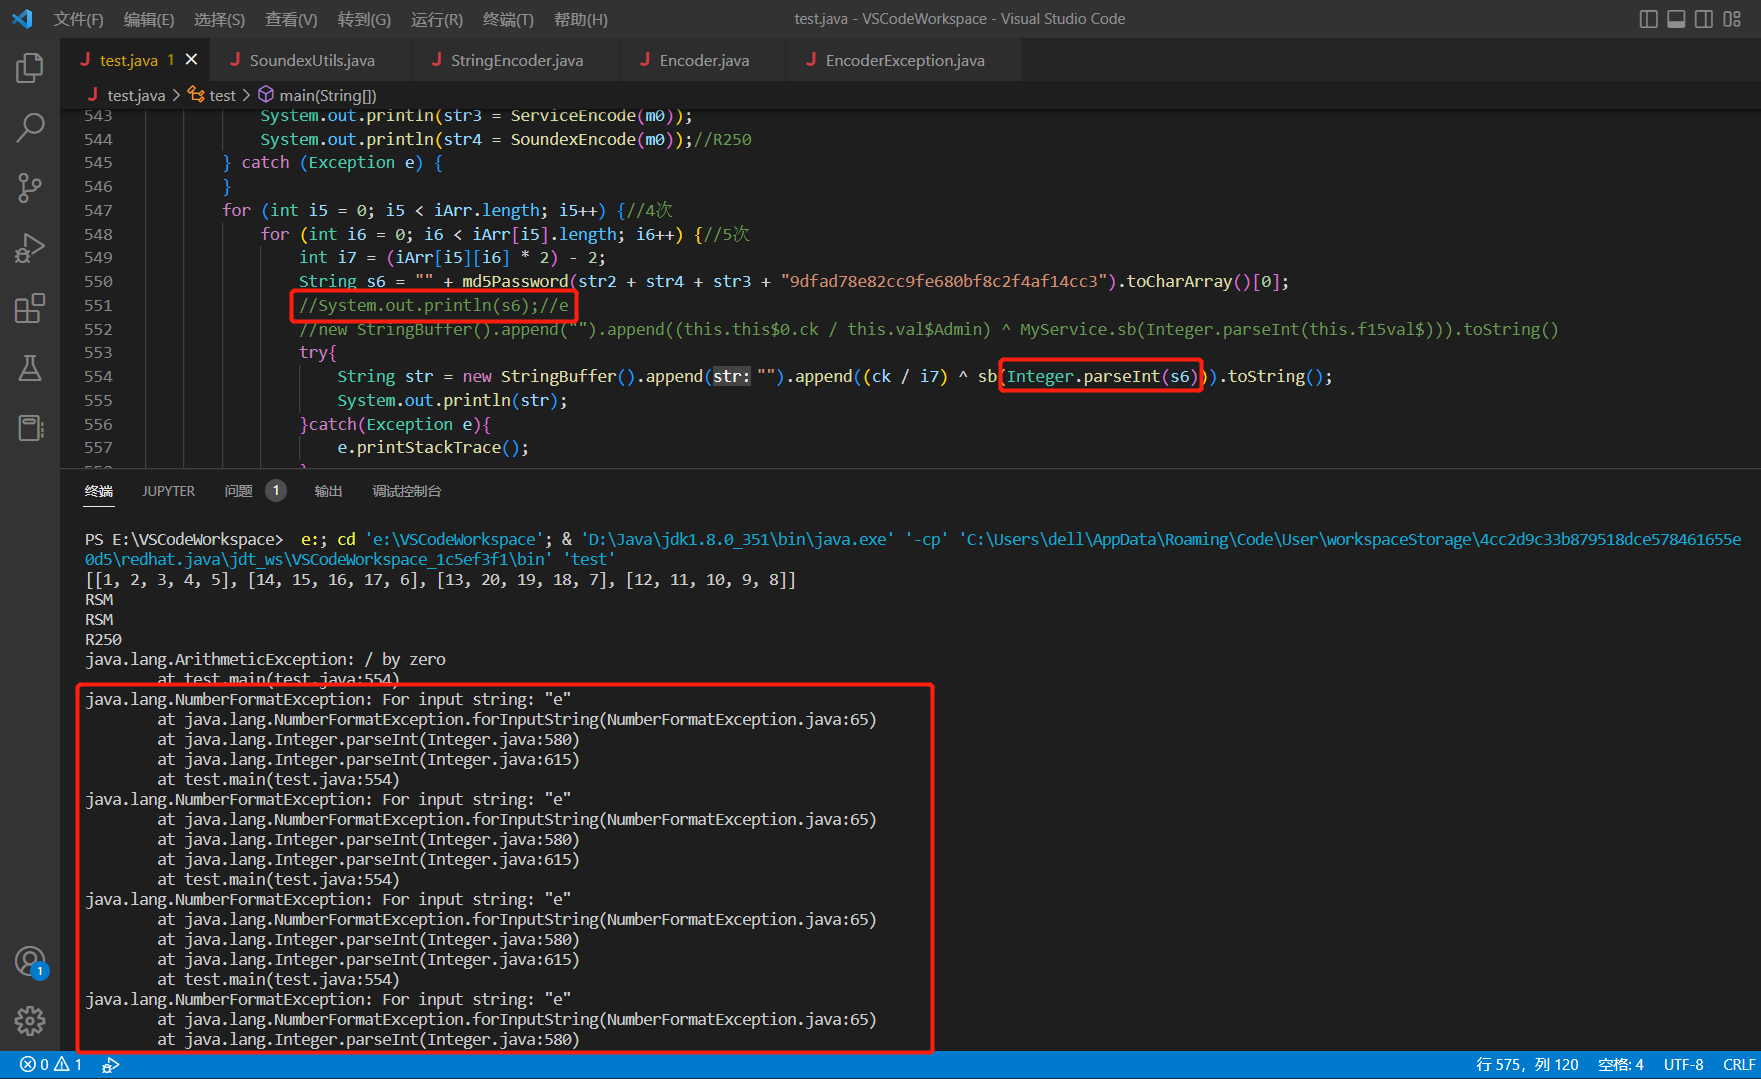 文件(F) 编辑(E) 选择(S) 查看(V) 转到(G) 运行(R) 终端(T) 帮助(H) test.java - VSCodeWorkspace - Visual Studio Code
J test.java 1 × J SoundexUtils.java J StringEncoder.java J Encoder.java J EncoderException.java
J test.java > test > main(String[])
543 System.out.println(str3 = ServiceEncode(m0));
544 System.out.println(str4 = SoundexEncode(m0));//R250
545 } catch (Exception e) {
546 }
547 for (int i5 = 0; i5 < iArr.length; i5++) {//4次
548 for (int i6 = 0; i6 < iArr[i5].length; i6++) {//5次
549 int i7 = (iArr[i5][i6] * 2) - 2;
550 String s6 = "" + md5Password(str2 + str4 + str3 + "9dfad78e82cc9fe680bf8c2f4af14cc3").toCharArray()[0];
551 //System.out.println(s6);//e
552 //new StringBuffer().append("").append((this.this$0.ck / this.val$Admin) ^ MyService.sb(Integer.parseInt(this.f15val$))).toString()
553 try{
554 String str = new StringBuffer().append(str: "").append((ck / i7) ^ sb(Integer.parseInt(s6))).toString();
555 System.out.println(str);
556 }catch(Exception e){
557 e.printStackTrace();
558 }
终端 JUPYTER 问题 1 输出 调试控制台
PS E:\VSCodeWorkspace> e:; cd 'e:\VSCodeWorkspace'; & 'D:\Java\jdk1.8.0_351\bin\java.exe' '-cp' 'C:\Users\dell\AppData\Roaming\Code\User\workspaceStorage\4cc2d9c33b879518dce578461655e
0d5\redhat.java\jdt_ws\VSCodeWorkspace_1c5ef3f1\bin' 'test'
[[1, 2, 3, 4, 5], [14, 15, 16, 17, 6], [13, 20, 19, 18, 7], [12, 11, 10, 9, 8]]
RSM
RSM
R250
java.lang.ArithmeticException: / by zero
at test.main(test.java:554)
java.lang.NumberFormatException: For input string: "e"
at java.lang.NumberFormatException.forInputString(NumberFormatException.java:65)
at java.lang.Integer.parseInt(Integer.java:580)
at java.lang.Integer.parseInt(Integer.java:615)
at test.main(test.java:554)
java.lang.NumberFormatException: For input string: "e"
at java.lang.NumberFormatException.forInputString(NumberFormatException.java:65)
at java.lang.Integer.parseInt(Integer.java:580)
at java.lang.Integer.parseInt(Integer.java:615)
at test.main(test.java:554)
java.lang.NumberFormatException: For input string: "e"
at java.lang.NumberFormatException.forInputString(NumberFormatException.java:65)
at java.lang.Integer.parseInt(Integer.java:580)
at java.lang.Integer.parseInt(Integer.java:615)
at test.main(test.java:554)
java.lang.NumberFormatException: For input string: "e"
at java.lang.NumberFormatException.forInputString(NumberFormatException.java:65)
at java.lang.Integer.parseInt(Integer.java:580)
1
0 1 行 575，列 120 空格: 4 UTF-8 CRLF